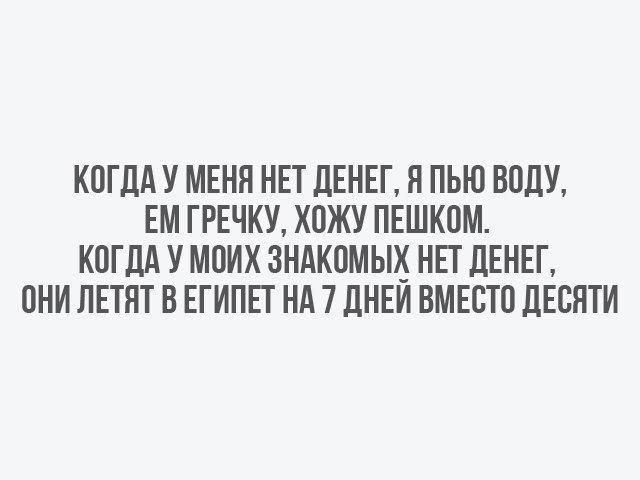 КОГДА У МЕНЯ НЕТ ДЕНЕГ, Я ПЬЮ ВОДУ,
ЕМ ГРЕЧКУ, ХОЖУ ПЕШКОМ.
КОГДА У МОИХ ЗНАКОМЫХ НЕТ ДЕНЕГ,
ОНИ ЛЕТЯТ В ЕГИПЕТ НА 7 ДНЕЙ ВМЕСТО ДЕСЯТИ